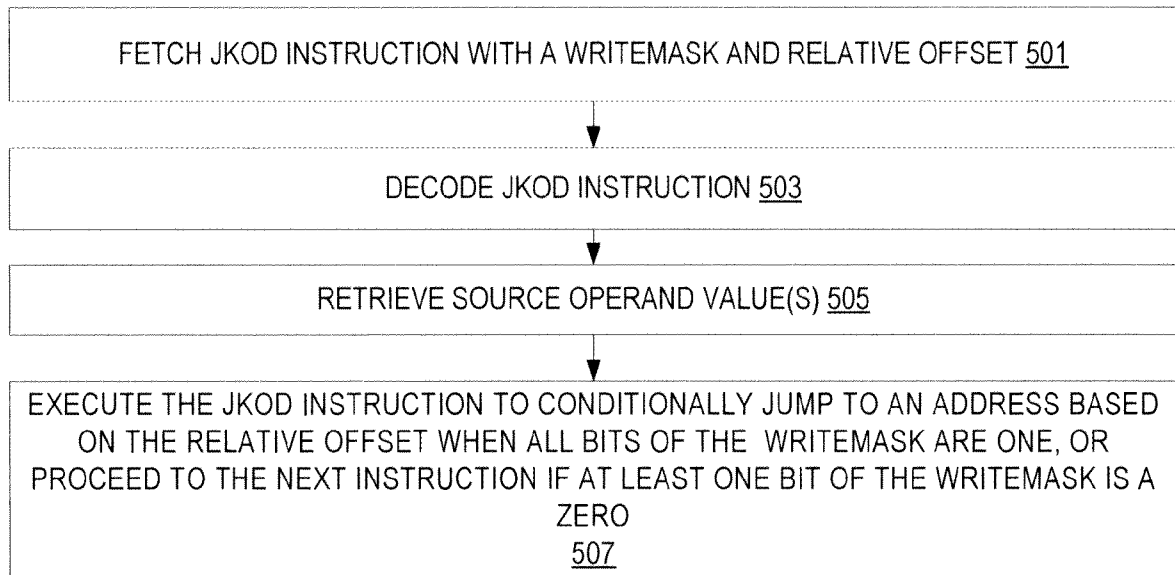 FETCH JKOD INSTRUCTION WITH A WRITEMASK AND RELATIVE OFFSET 501
DECODE JKOD INSTRUCTION 503
RETRIEVE SOURCE OPERAND VALUE(S) 505
EXECUTE THE JKOD INSTRUCTION TO CONDITIONALLY JUMP TO AN ADDRESS BASED
ON THE RELATIVE OFFSET WHEN ALL BITS OF THE WRITEMASK ARE ONE, OR
PROCEED TO THE NEXT INSTRUCTION IF AT LEAST ONE BIT OF THE WRITEMASK IS A
ZERO
507